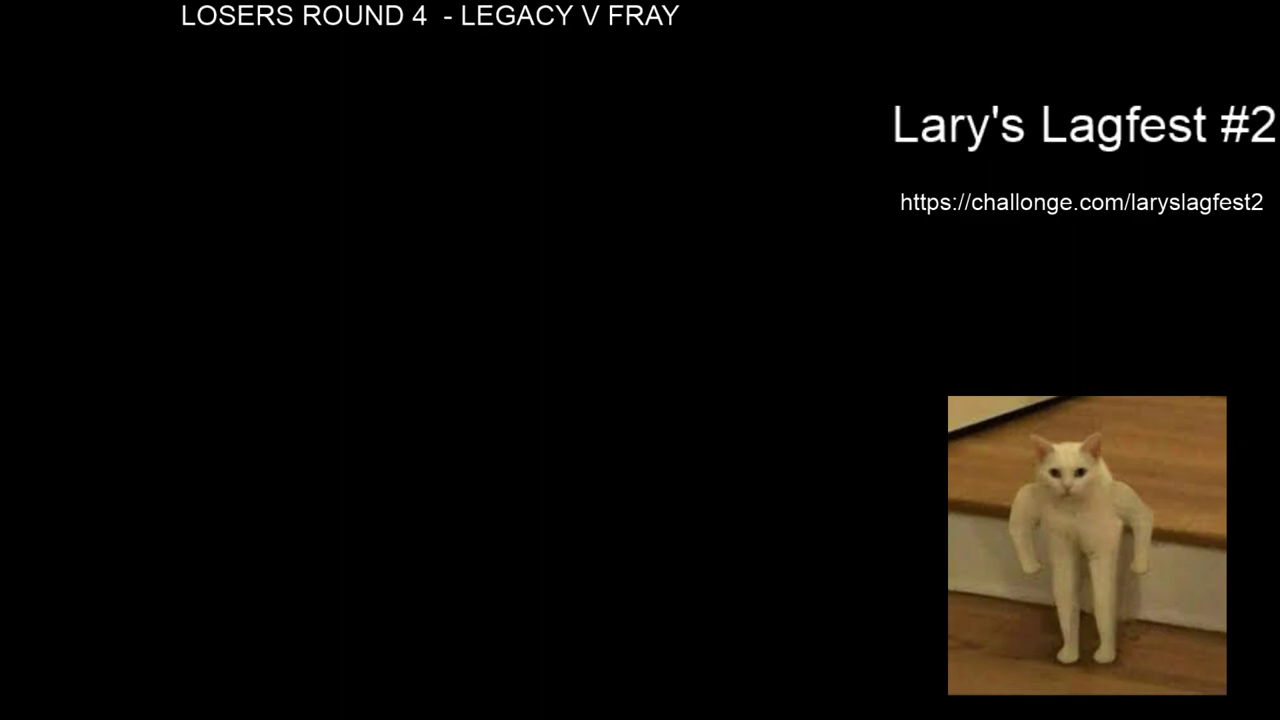 LOSERS ROUND 4  - LEGACY V FRAY
Lary's Lagfest #2
https://challonge.com/laryslagfest2